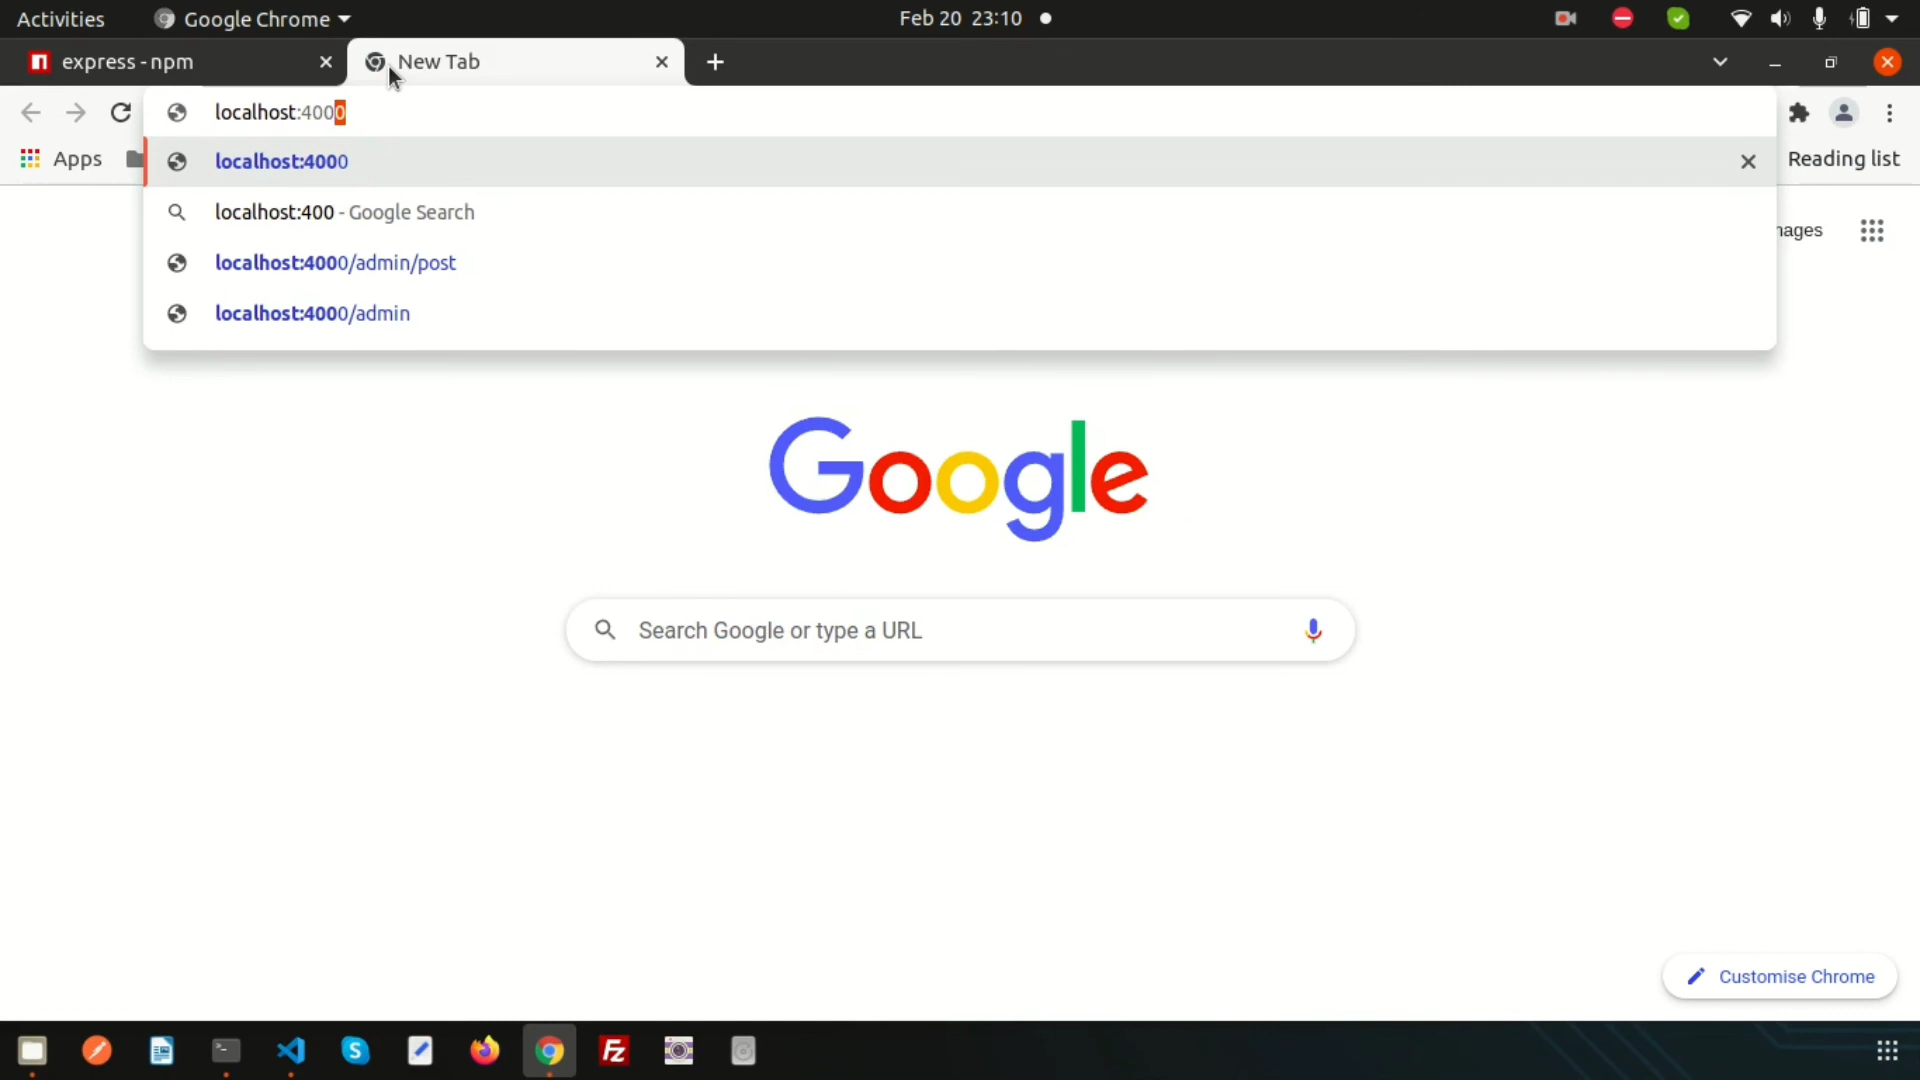 Activities
Google Chrome
Feb 20 23:10
express - npm
New Tab
localhost:4000
Apps
localhost:4000
Reading list
localhost:400 - Google Search
nages
localhost:4000/admin/post
localhost:4000/admin
Google
Search Google or type a URL
Customise Chrome